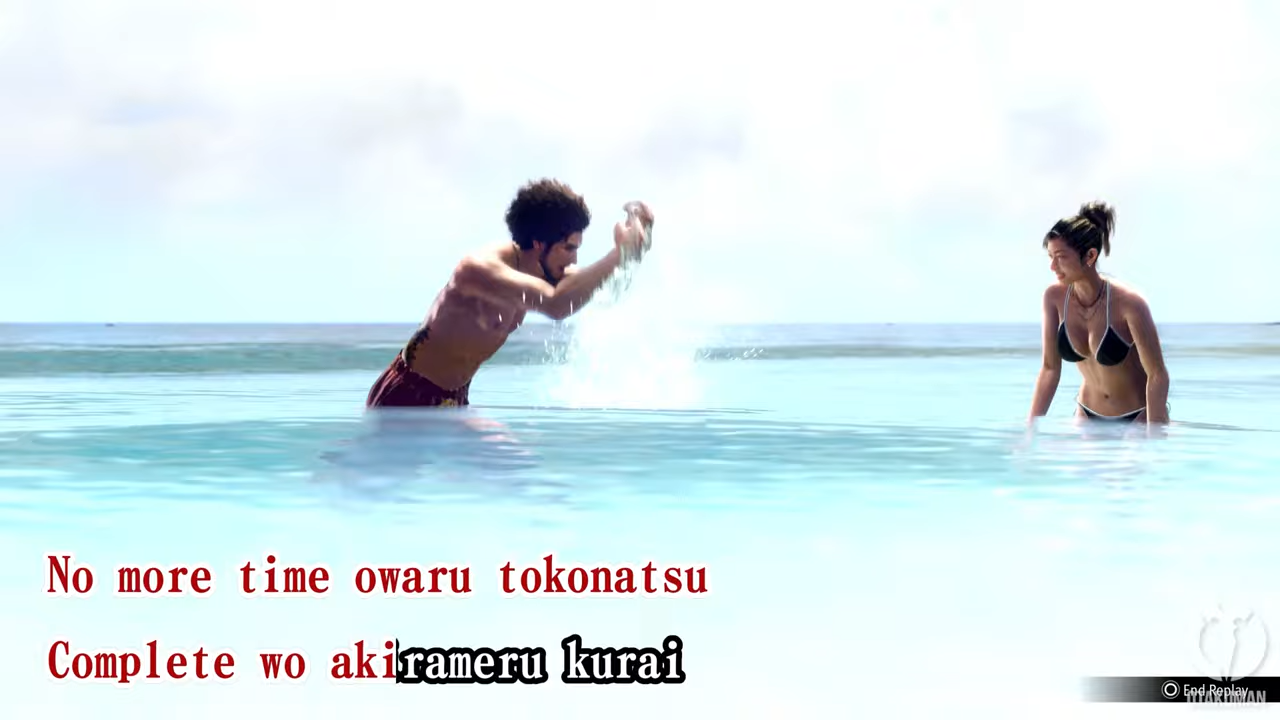 No more time owaru tokonatsu
Complete wo akirameru kurai
End Replay